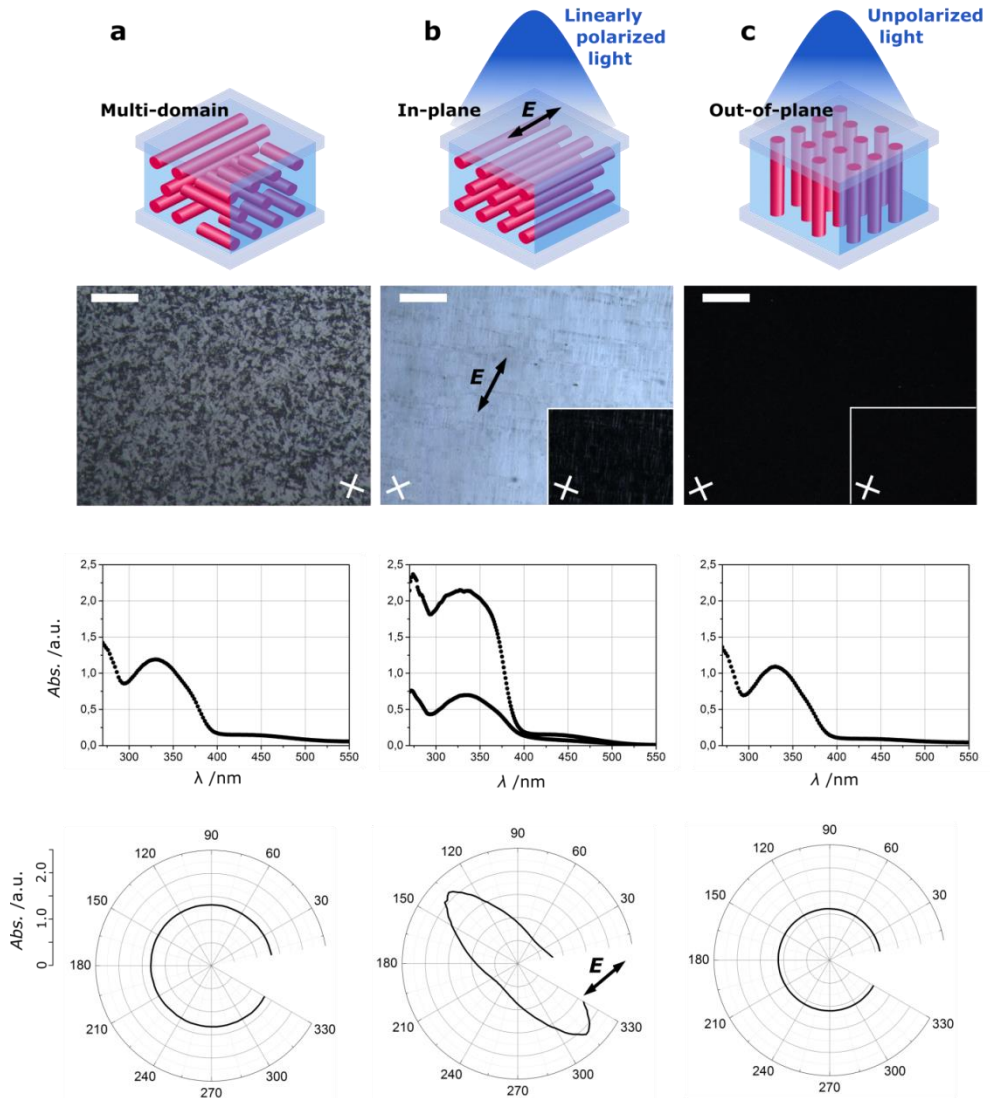 a
b
c
Linearly
polarized
light
Unpolarized
light
Multi-domain
In-plane
Out-of-plane
E
E
2,5
2,0
1,5
1,0
0,5
0,0
Abs. /a.u.
300 350 400 450 500 550
λ /nm
2,5
2,0
1,5
1,0
0,5
0,0
300 350 400 450 500 550
λ /nm
2,5
2,0
1,5
1,0
0,5
0,0
300 350 400 450 500 550
λ /nm
Abs. /a.u.
2.0
1.0
0
90
120 60
150 30
180
210 330
240 300
270
90
120 60
150 30
180
E
210 330
240 300
270
90
120 60
150 30
180
210 330
240 300
270